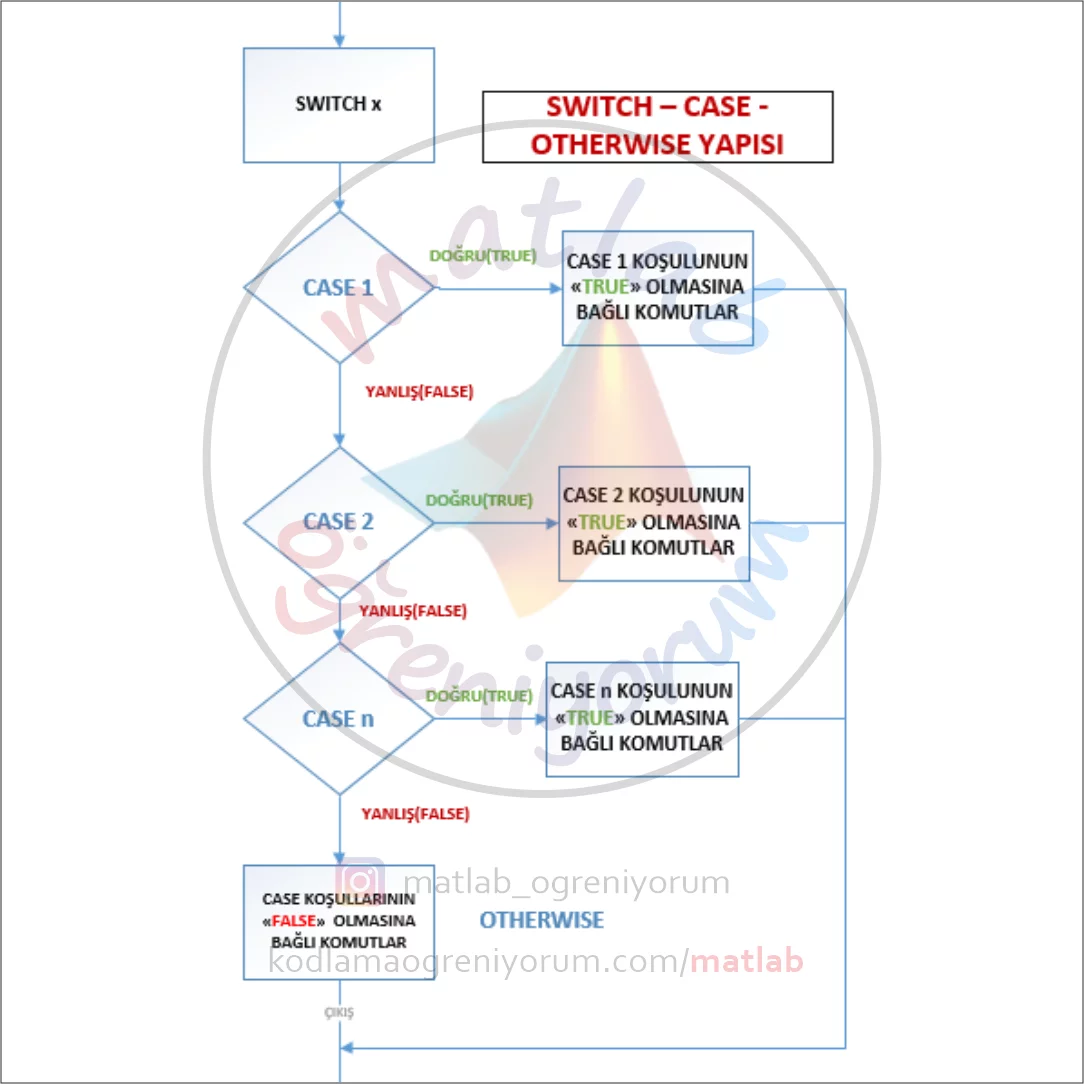 SWITCH x
SWITCH – CASE -
OTHERWISE YAPISI
matlab
CASE 1
DOĞRU(TRUE)
CASE 1 KOŞULUNUN
«TRUE» OLMASINA
BAĞLI KOMUTLAR
YANLIŞ(FALSE)
CASE 2
DOĞRU(TRUE)
CASE 2 KOŞULUNUN
«TRUE» OLMASINA
BAĞLI KOMUTLAR
öğreniyorum
YANLIŞ(FALSE)
CASE n
DOĞRU(TRUE)
CASE n KOŞULUNUN
«TRUE» OLMASINA
BAĞLI KOMUTLAR
YANLIŞ(FALSE)
matlab_ogreniyorum
CASE KOŞULLARININ
«FALSE» OLMASINA
BAĞLI KOMUTLAR
OTHERWISE
kodlamaogreniyorum.com/matlab
ÇIKIŞ